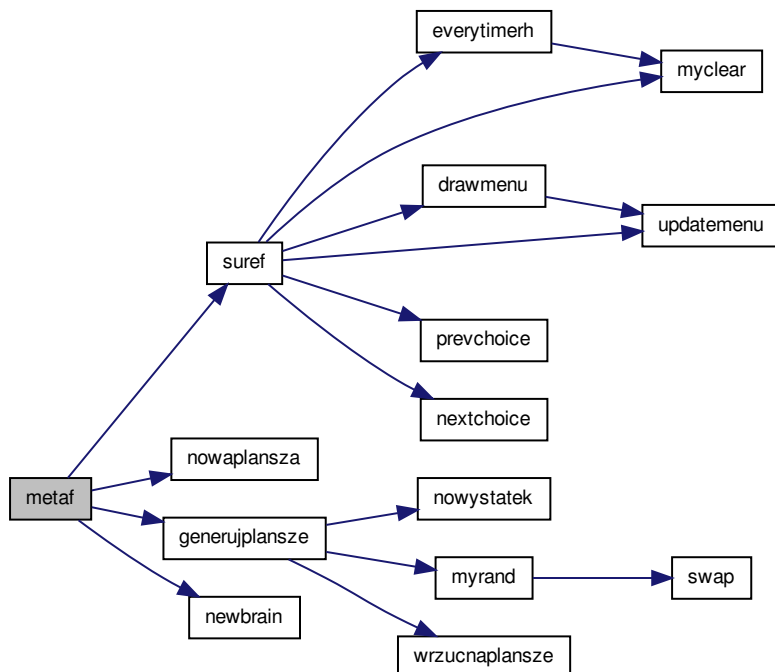 everytimerh
myclear
drawmenu
updatemenu
suref
prevchoice
nextchoice
nowaplansza
metaf
nowystatek
generujplansze
myrand
swap
newbrain
wrzucnaplansze